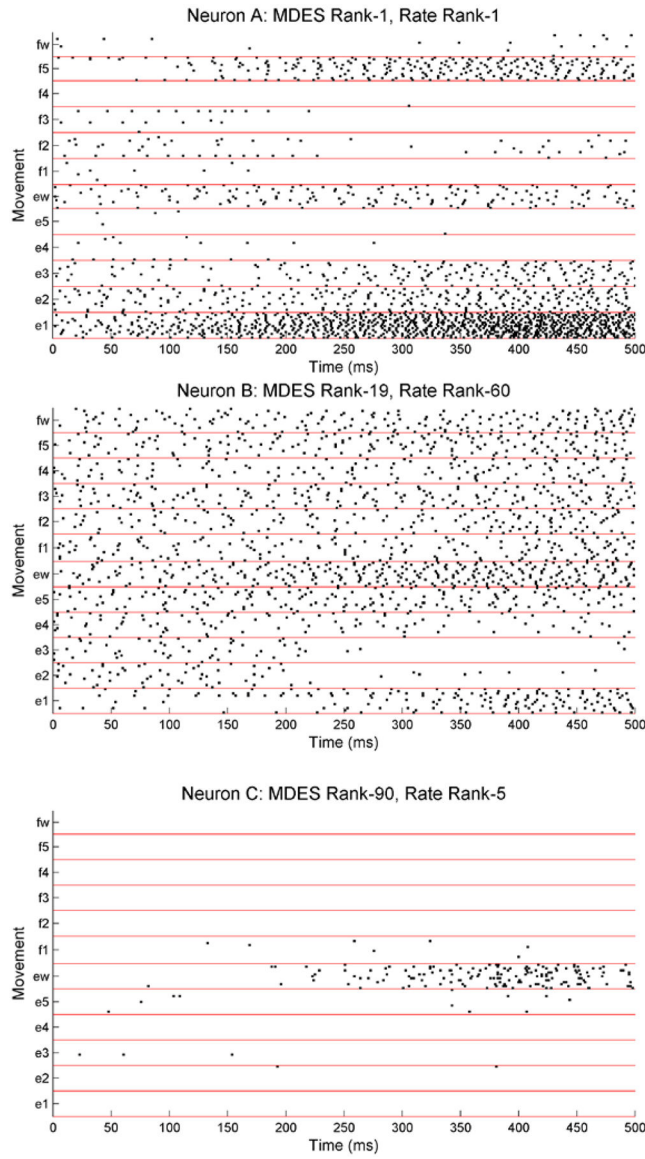 Neuron A: MDES Rank-1, Rate Rank-1
Movement
fw
f5
f4
f3
f2
f1
ew
e5
e4
e3
e2
e1
0 50 100 150 200 250 300 350 400 450 500
Time (ms)
Neuron B: MDES Rank-19, Rate Rank-60
Movement
fw
f5
f4
f3
f2
f1
ew
e5
e4
e3
e2
e1
0 50 100 150 200 250 300 350 400 450 500
Time (ms)
Neuron C: MDES Rank-90, Rate Rank-5
Movement
fw
f5
f4
f3
f2
f1
ew
e5
e4
e3
e2
e1
0 50 100 150 200 250 300 350 400 450 500
Time (ms)